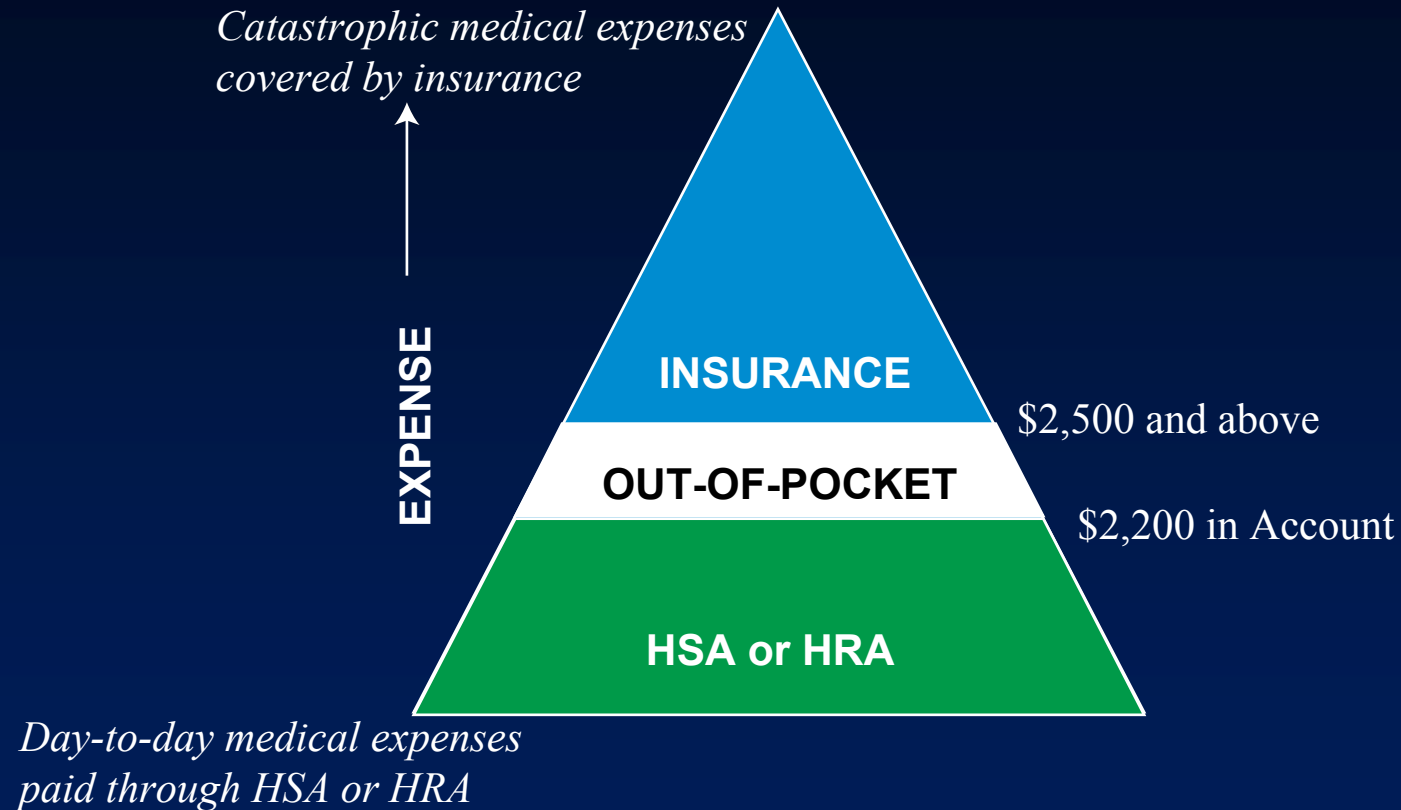 Catastrophic medical expenses
covered by insurance
EXPENSE
INSURANCE
$2,500 and above
OUT-OF-POCKET
$2,200 in Account
HSA or HRA
Day-to-day medical expenses
paid through HSA or HRA